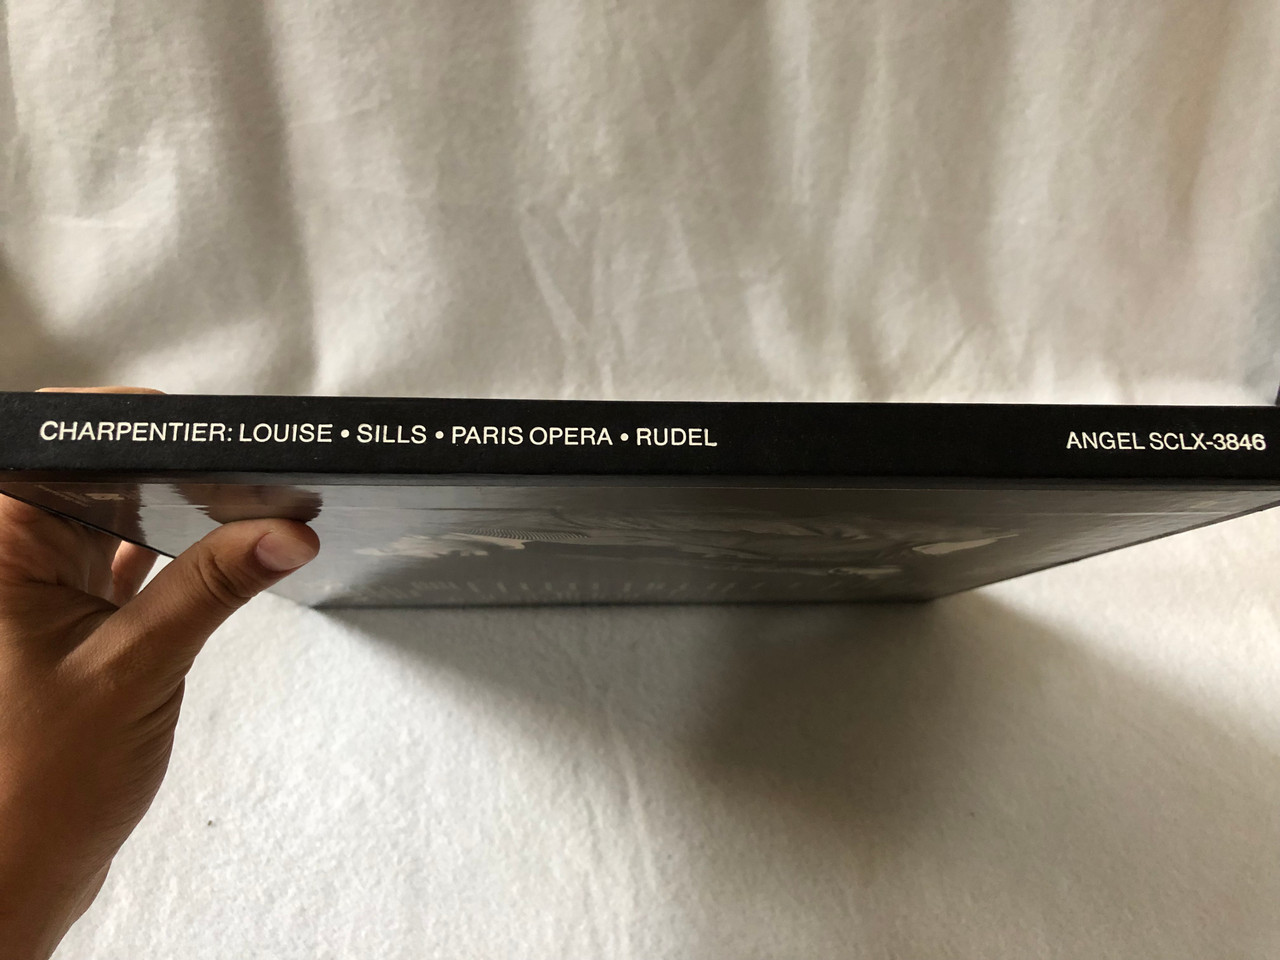 CHARPENTIER: LOUISE • SILLS • PARIS OPERA • RUDEL
ANGEL SCLX-3846